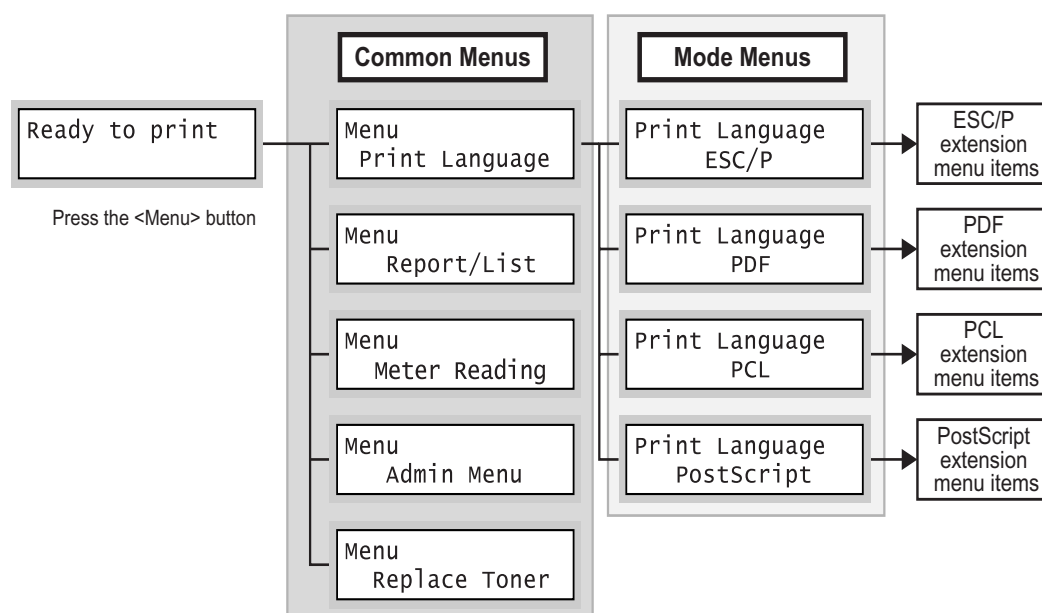 Common Menus
Mode Menus
Ready to print
Press the <Menu> button
Menu
Print Language
Menu
Report/List
Menu
Meter Reading
Menu
Admin Menu
Menu
Replace Toner
Print Language
ESC/P
Print Language
PDF
Print Language
PCL
Print Language
PostScript
ESC/P
extension
menu items
PDF
extension
menu items
PCL
extension
menu items
PostScript
extension
menu items